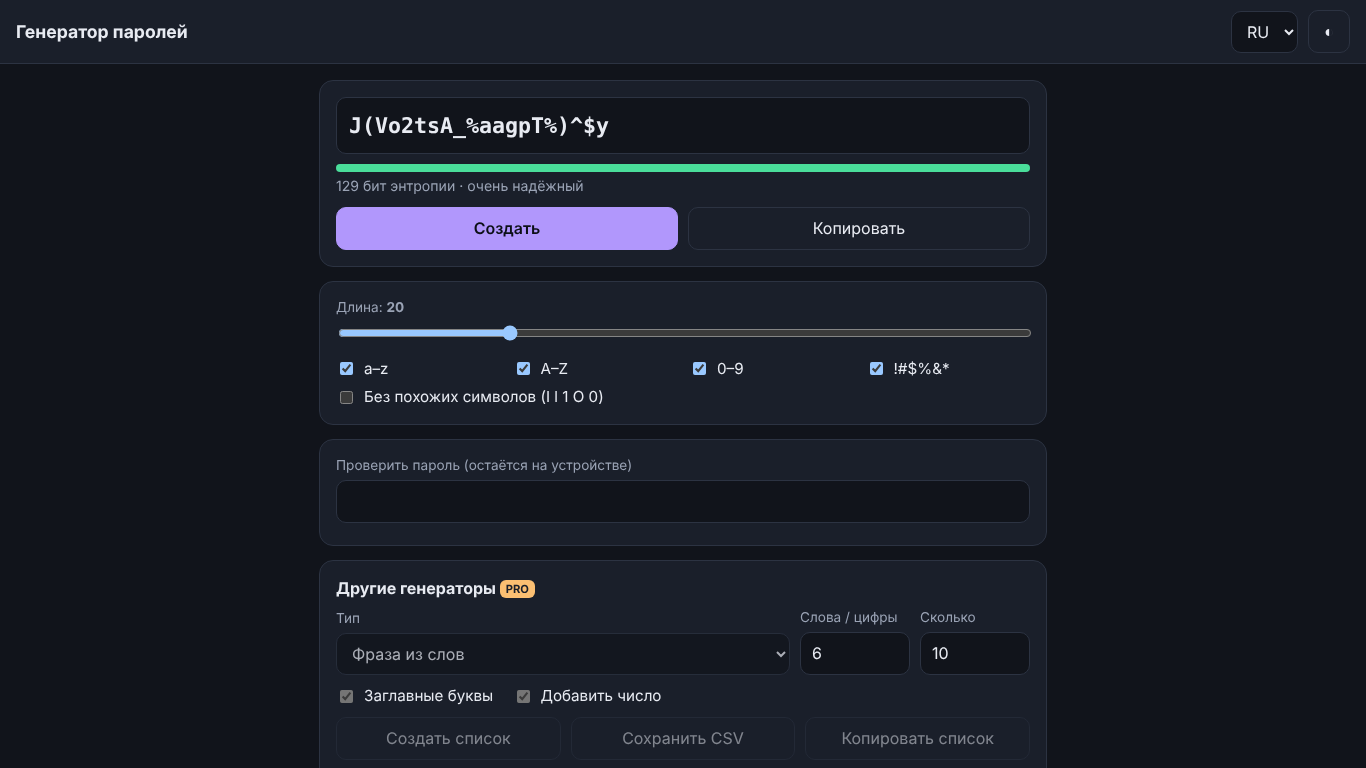 Генератор паролей
RU
J(Vo2tsA_%aagpT%)^$y
129 бит энтропии · очень надёжный
Создать
Копировать
Длина: 20
a–z
A–Z
0–9
!#$%&*
Без похожих символов (l I 1 O 0)
Проверить пароль (остаётся на устройстве)
Другие генераторы PRO
Тип
Слова / цифры
Сколько
Фраза из слов
6
10
Заглавные буквы
Добавить число
Создать список
Сохранить CSV
Копировать список